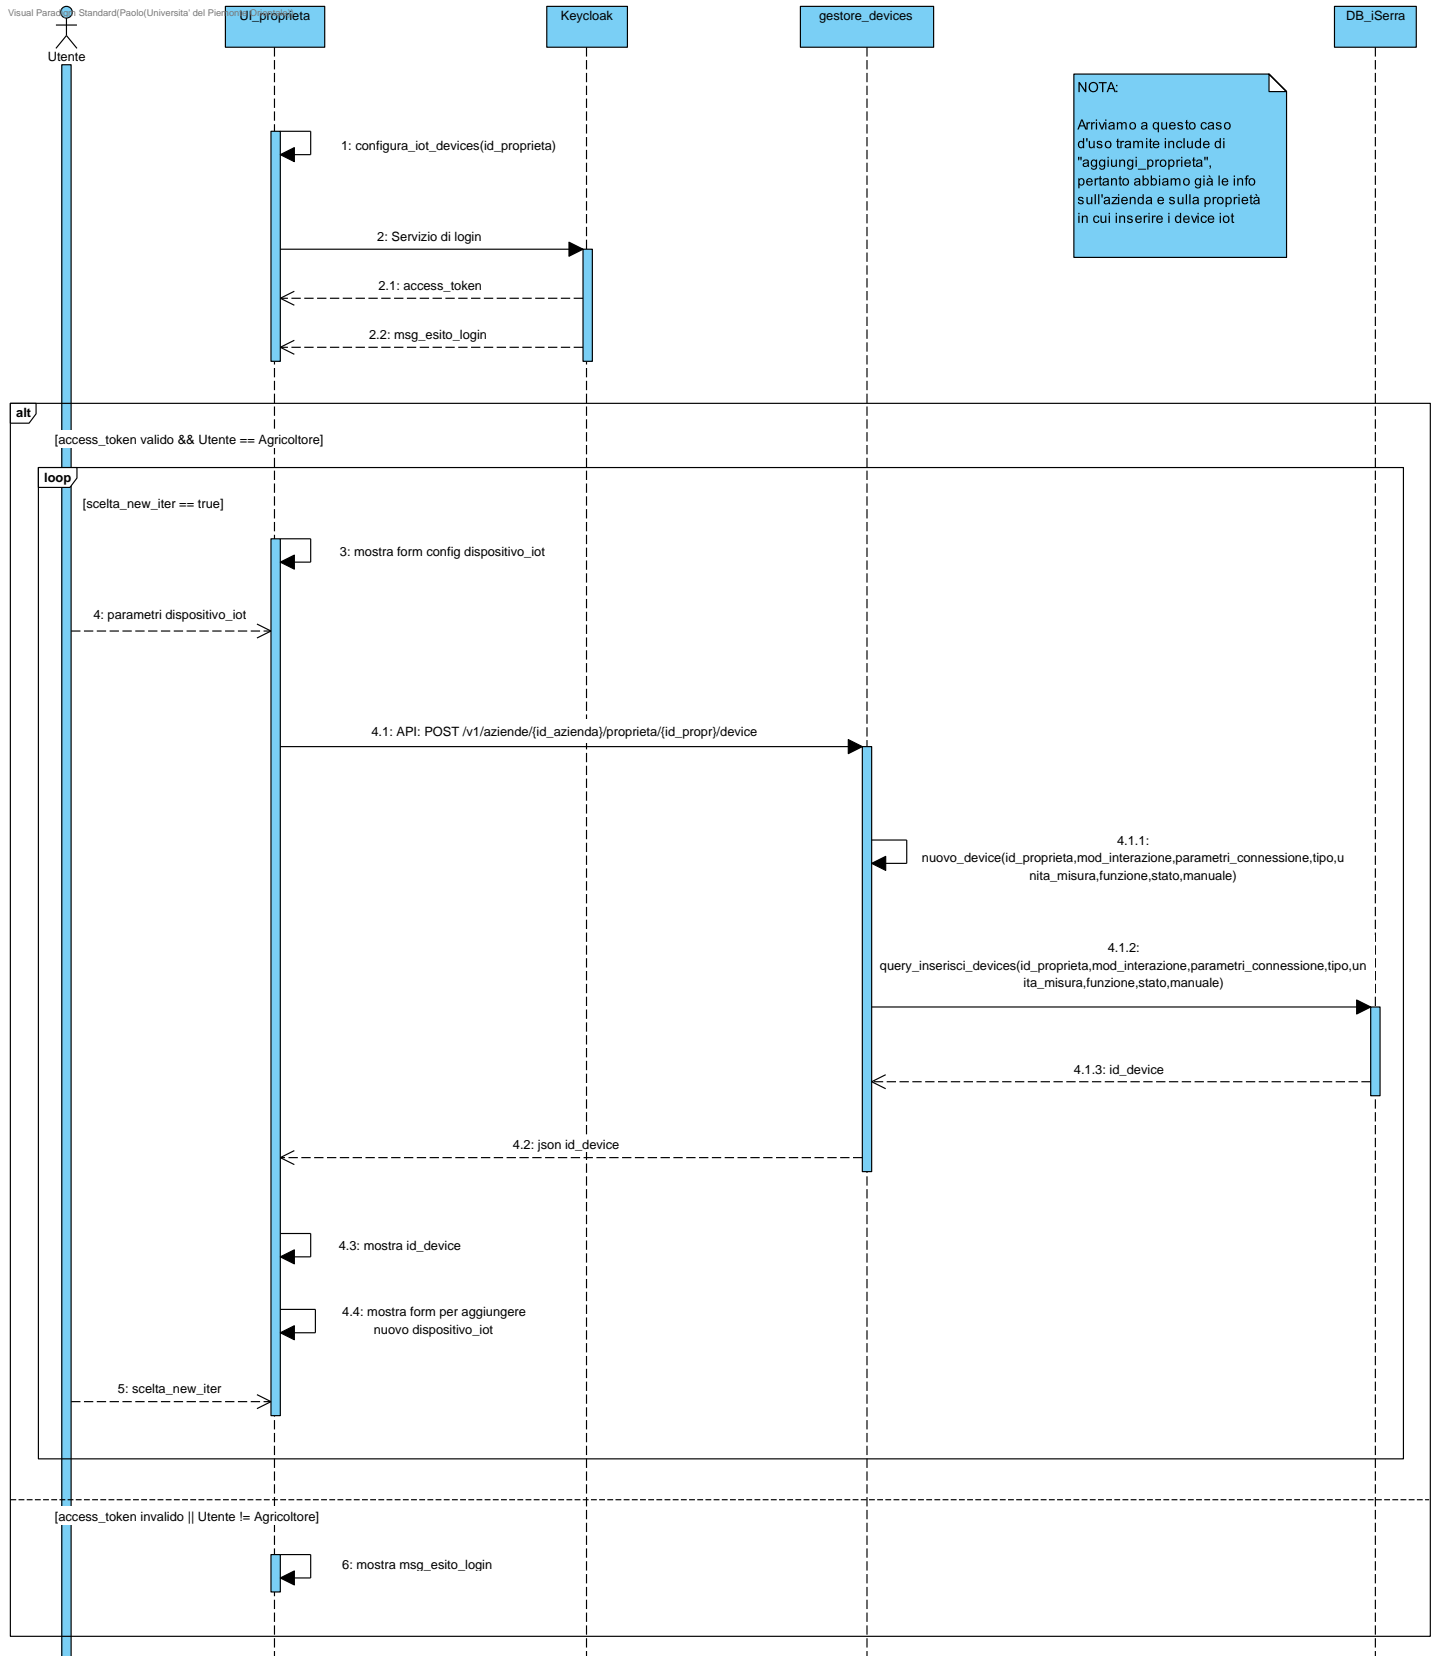 Visual Paradigm Standard(Paolo(Universita' del Piemonte Orientale))
Utente
UI_proprieta
Keycloak
gestore_devices
DB_iSerra
NOTA:
Arriviamo a questo caso
d'uso tramite include di
"aggiungi_proprieta",
pertanto abbiamo già le info
sull'azienda e sulla proprietà
in cui inserire i device iot
1: configura_iot_devices(id_proprieta)
2: Servizio di login
2.1: access_token
2.2: msg_esito_login
alt
[access_token valido && Utente == Agricoltore]
loop
[scelta_new_iter == true]
3: mostra form config dispositivo_iot
4: parametri dispositivo_iot
4.1: API: POST /v1/aziende/{id_azienda}/proprieta/{id_propr}/device
4.1.1:
nuovo_device(id_proprieta,mod_interazione,parametri_connessione,tipo,u
nita_misura,funzione,stato,manuale)
4.1.2:
query_inserisci_devices(id_proprieta,mod_interazione,parametri_connessione,tipo,un
ita_misura,funzione,stato,manuale)
4.1.3: id_device
4.2: json id_device
4.3: mostra id_device
4.4: mostra form per aggiungere
nuovo dispositivo_iot
5: scelta_new_iter
[access_token invalido || Utente != Agricoltore]
6: mostra msg_esito_login